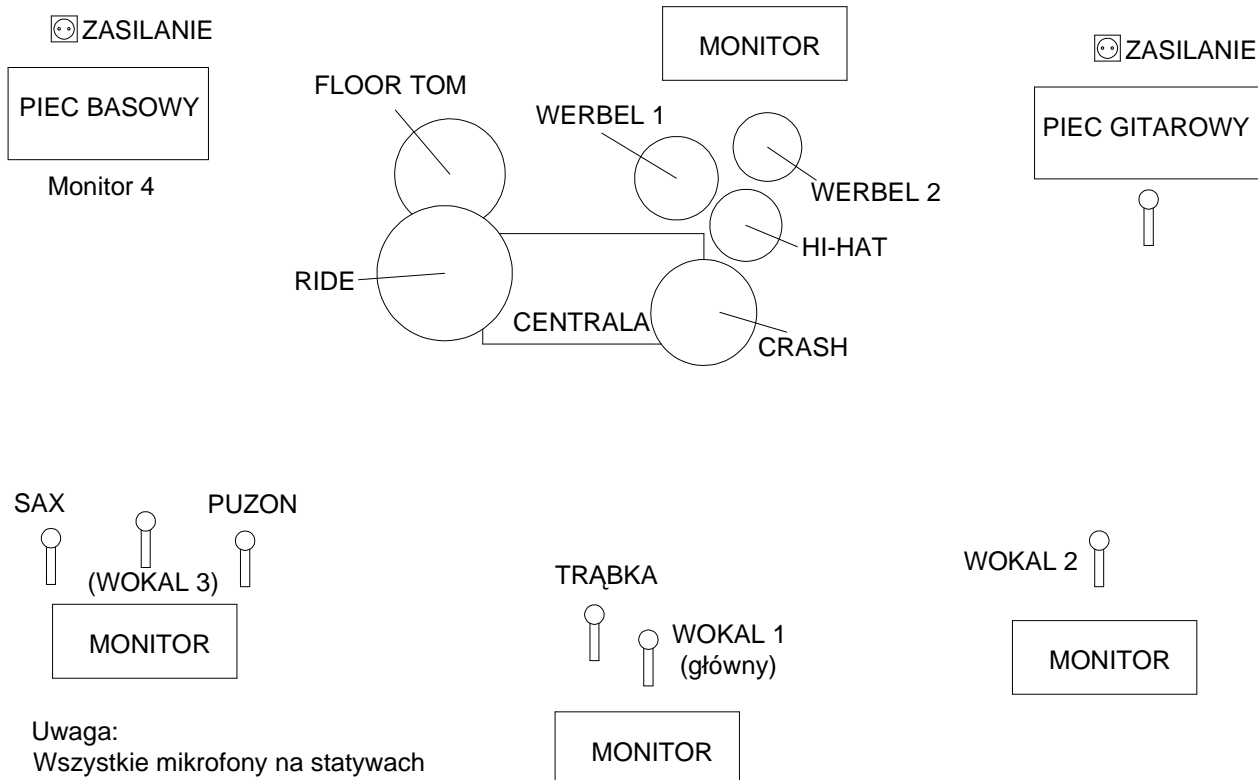 ZASILANIE
MONITOR
ZASILANIE
PIEC BASOWY
FLOOR TOM
WERBEL 1
PIEC GITAROWY
Monitor 4
WERBEL 2
HI-HAT
RIDE
CENTRALA
CRASH
SAX
PUZON
(WOKAL 3)
MONITOR
TRĄBKA
WOKAL 1
(główny)
WOKAL 2
MONITOR
Uwaga:
Wszystkie mikrofony na statywach
MONITOR